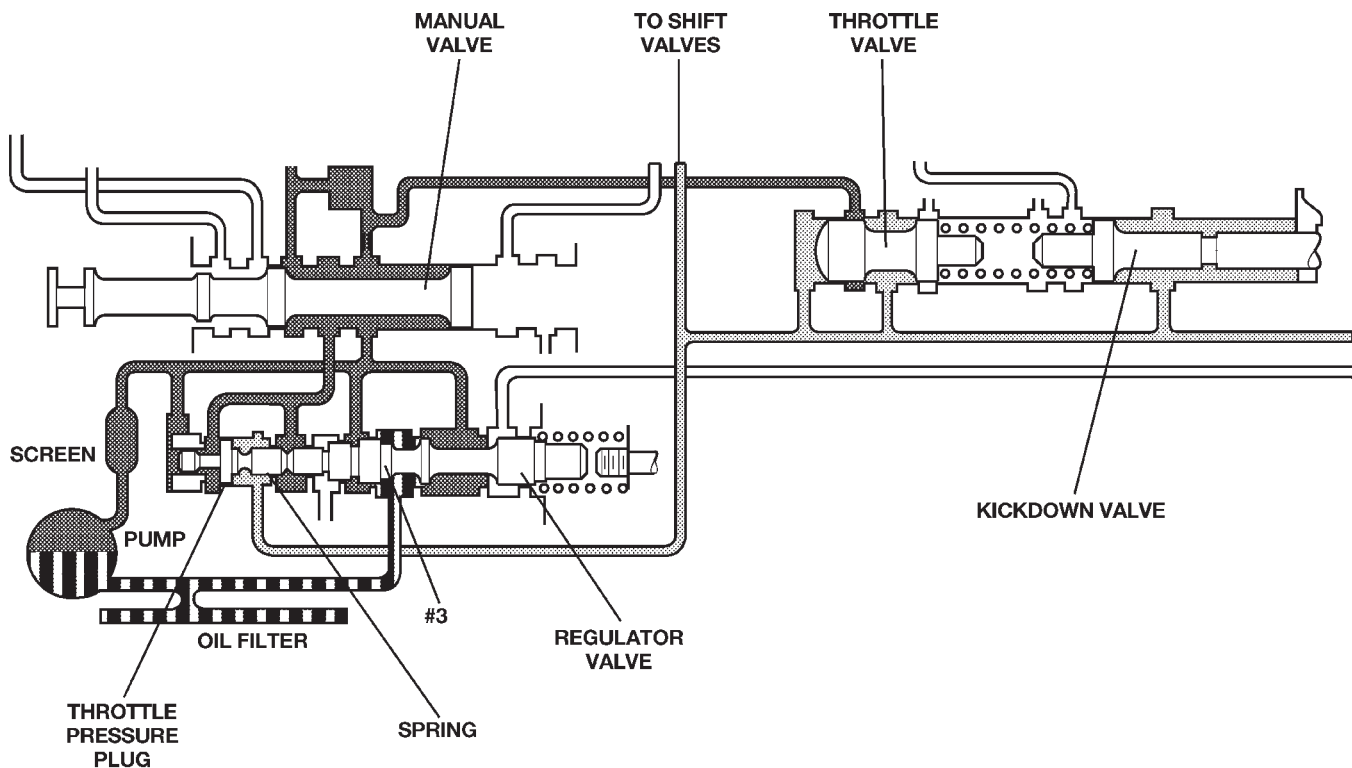 MANUAL
VALVE
TO SHIFT
VALVES
THROTTLE
VALVE
SCREEN
PUMP
KICKDOWN VALVE
#3
OIL FILTER
REGULATOR
VALVE
THROTTLE
PRESSURE
PLUG
SPRING